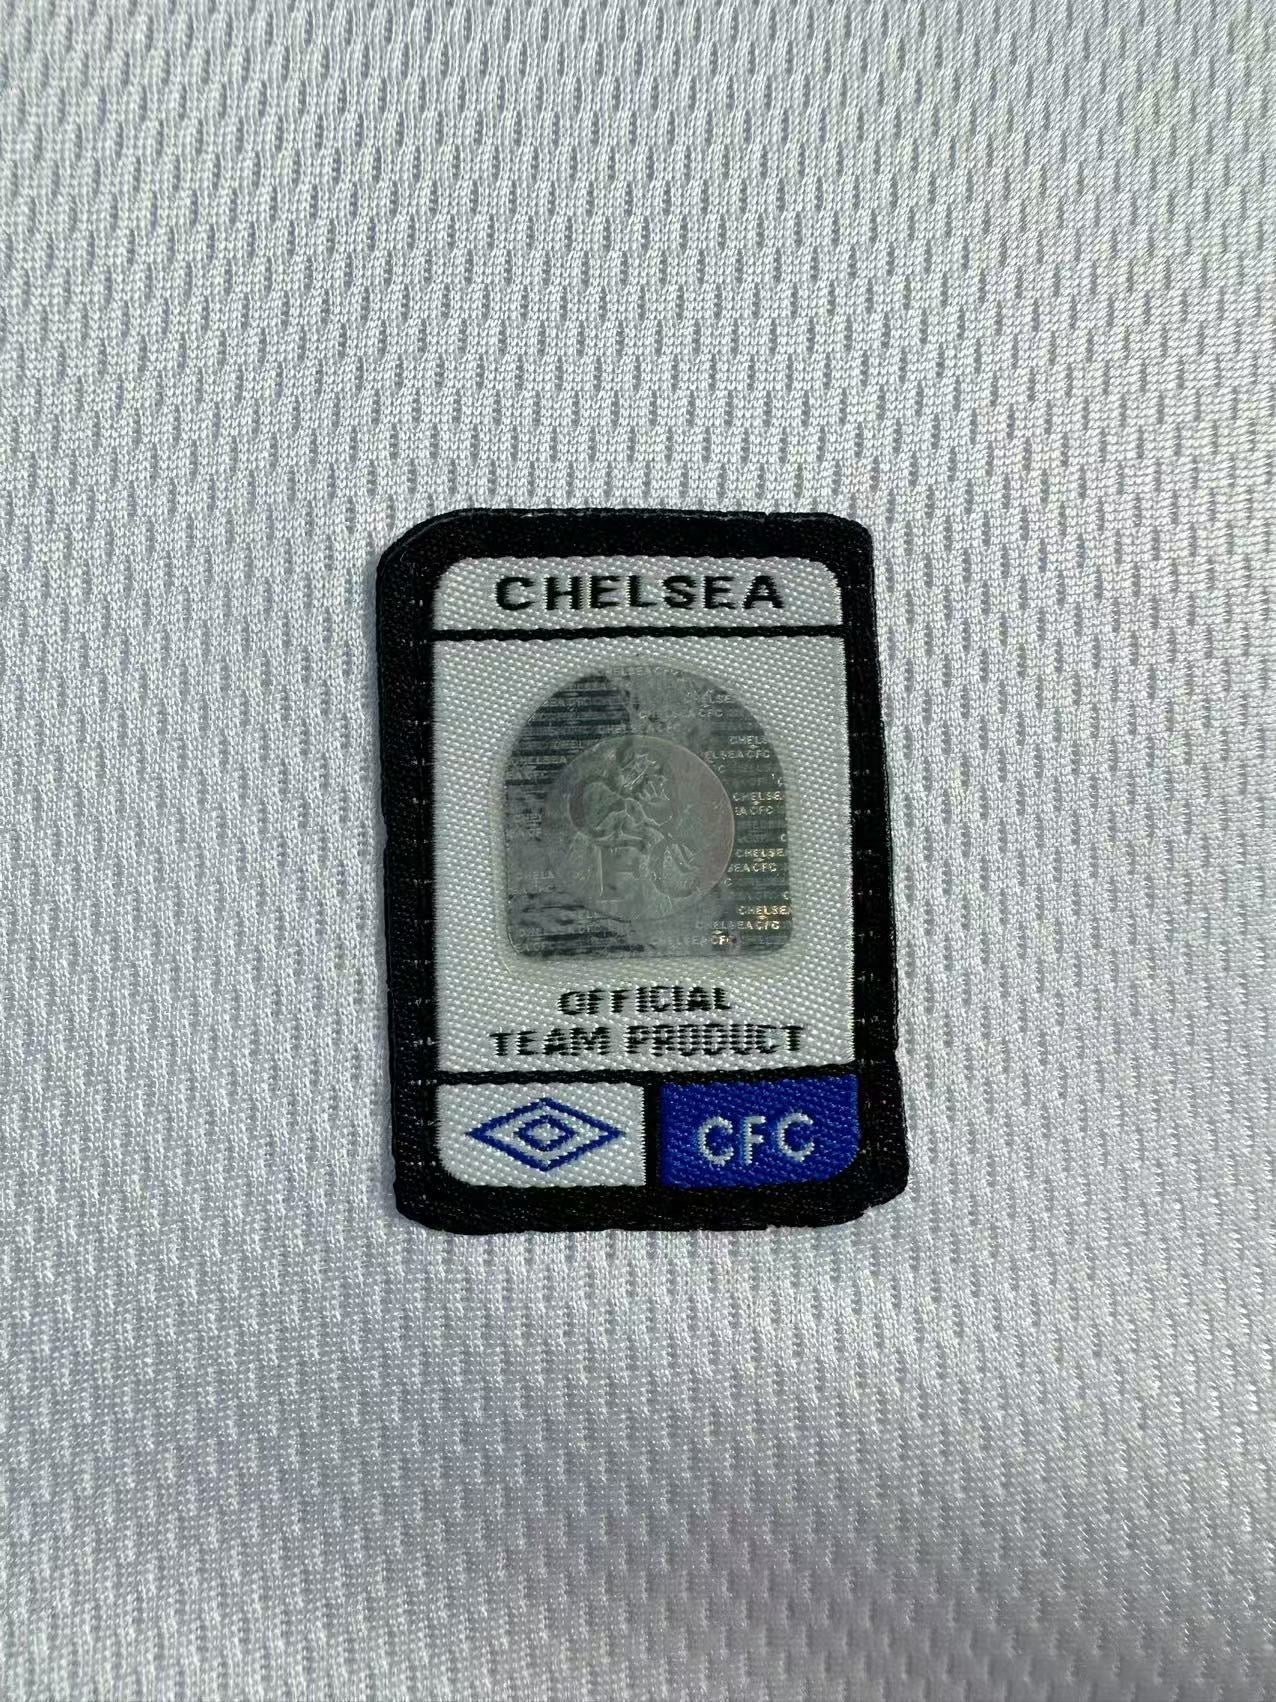 CHELSEA
OFFICIAL
TEAM PRODUCT
CFC